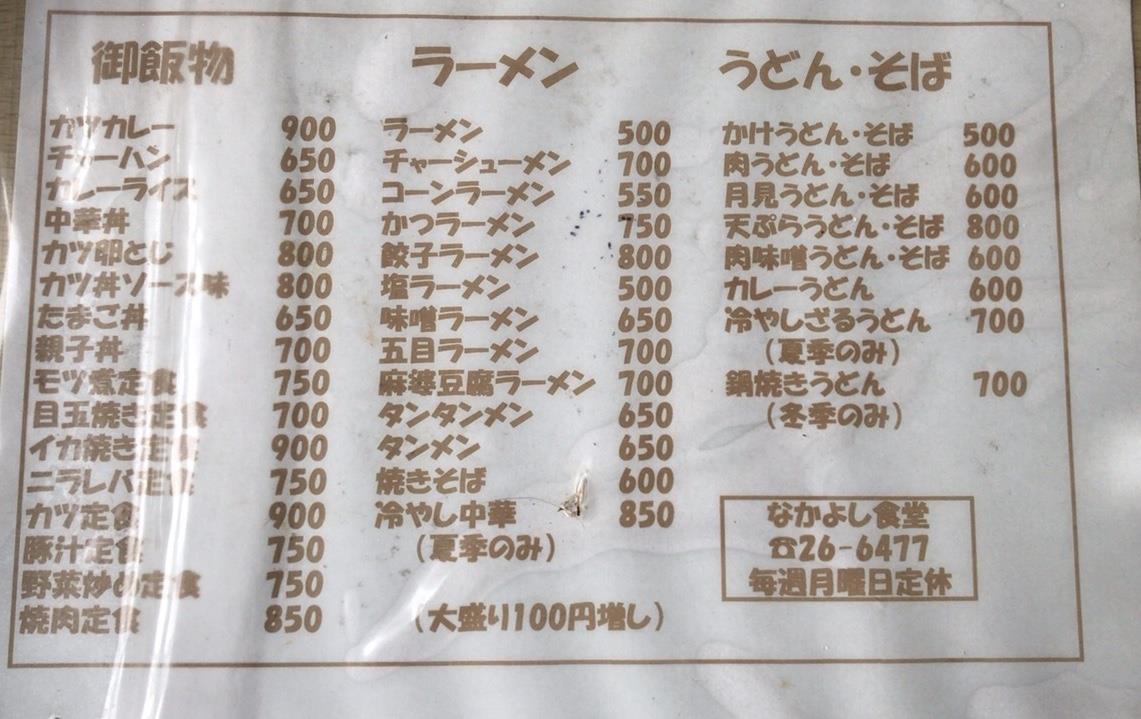 御飯物
カツカレー 900
チャーハン 650
カレーライス 650
中華丼 700
カツ卵とじ 800
カツ丼ソース味 800
たまご丼 650
親子丼 700
モツ煮定食 750
目玉焼き定食 700
イカ焼き定食 900
ニラレバ定食 750
カツ定食 900
豚汁定食 750
野菜炒め定食 750
焼肉定食 850
ラーメン
ラーメン 500
チャーシューメン 700
コーンラーメン 550
かつラーメン 750
餃子ラーメン 800
塩ラーメン 500
味噌ラーメン 650
五目ラーメン 700
麻婆豆腐ラーメン 700
タンタンメン 650
タンメン 650
焼きそば 600
冷やし中華 850
（夏季のみ）
（大盛り100円増し）
うどん・そば
かけうどん・そば 500
肉うどん・そば 600
月見うどん・そば 600
天ぷらうどん・そば 800
肉味噌うどん・そば 600
カレーうどん 600
冷やしざるうどん 700
（夏季のみ）
鍋焼きうどん 700
（冬季のみ）
なかよし食堂
☎26-6477
毎週月曜日定休